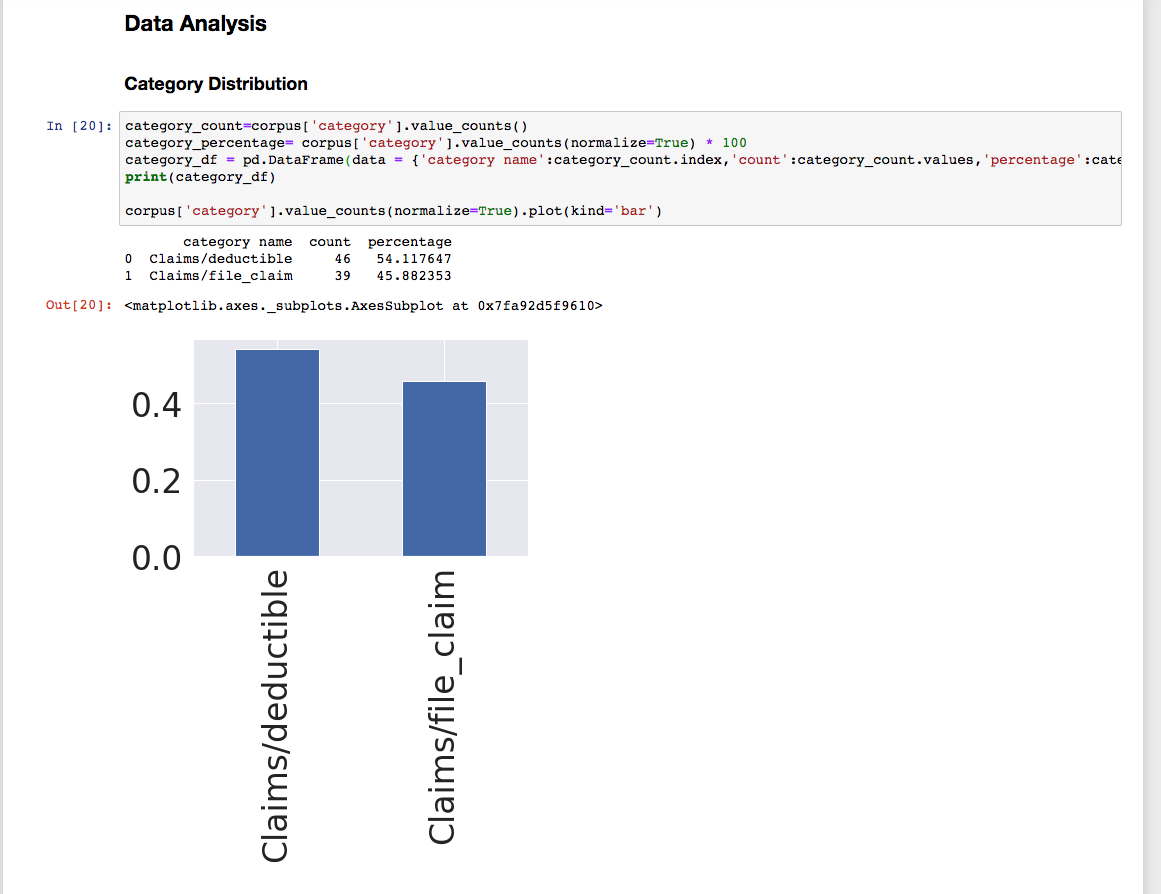 Data Analysis
Category Distribution
In [20]:
category_count=corpus['category'].value_counts()
category_percentage= corpus['category'].value_counts(normalize=True) * 100
category_df = pd.DataFrame(data = {'category name':category_count.index,'count':category_count.values,'percentage':cate
print(category_df)
corpus['category'].value_counts(normalize=True).plot(kind='bar')
category name count percentage
0 Claims/deductible 46 54.117647
1 Claims/file_claim 39 45.882353
Out[20]: <matplotlib.axes._subplots.AxesSubplot at 0x7fa92d5f9610>
0.4
0.2
0.0
Claims/deductible
Claims/file_claim